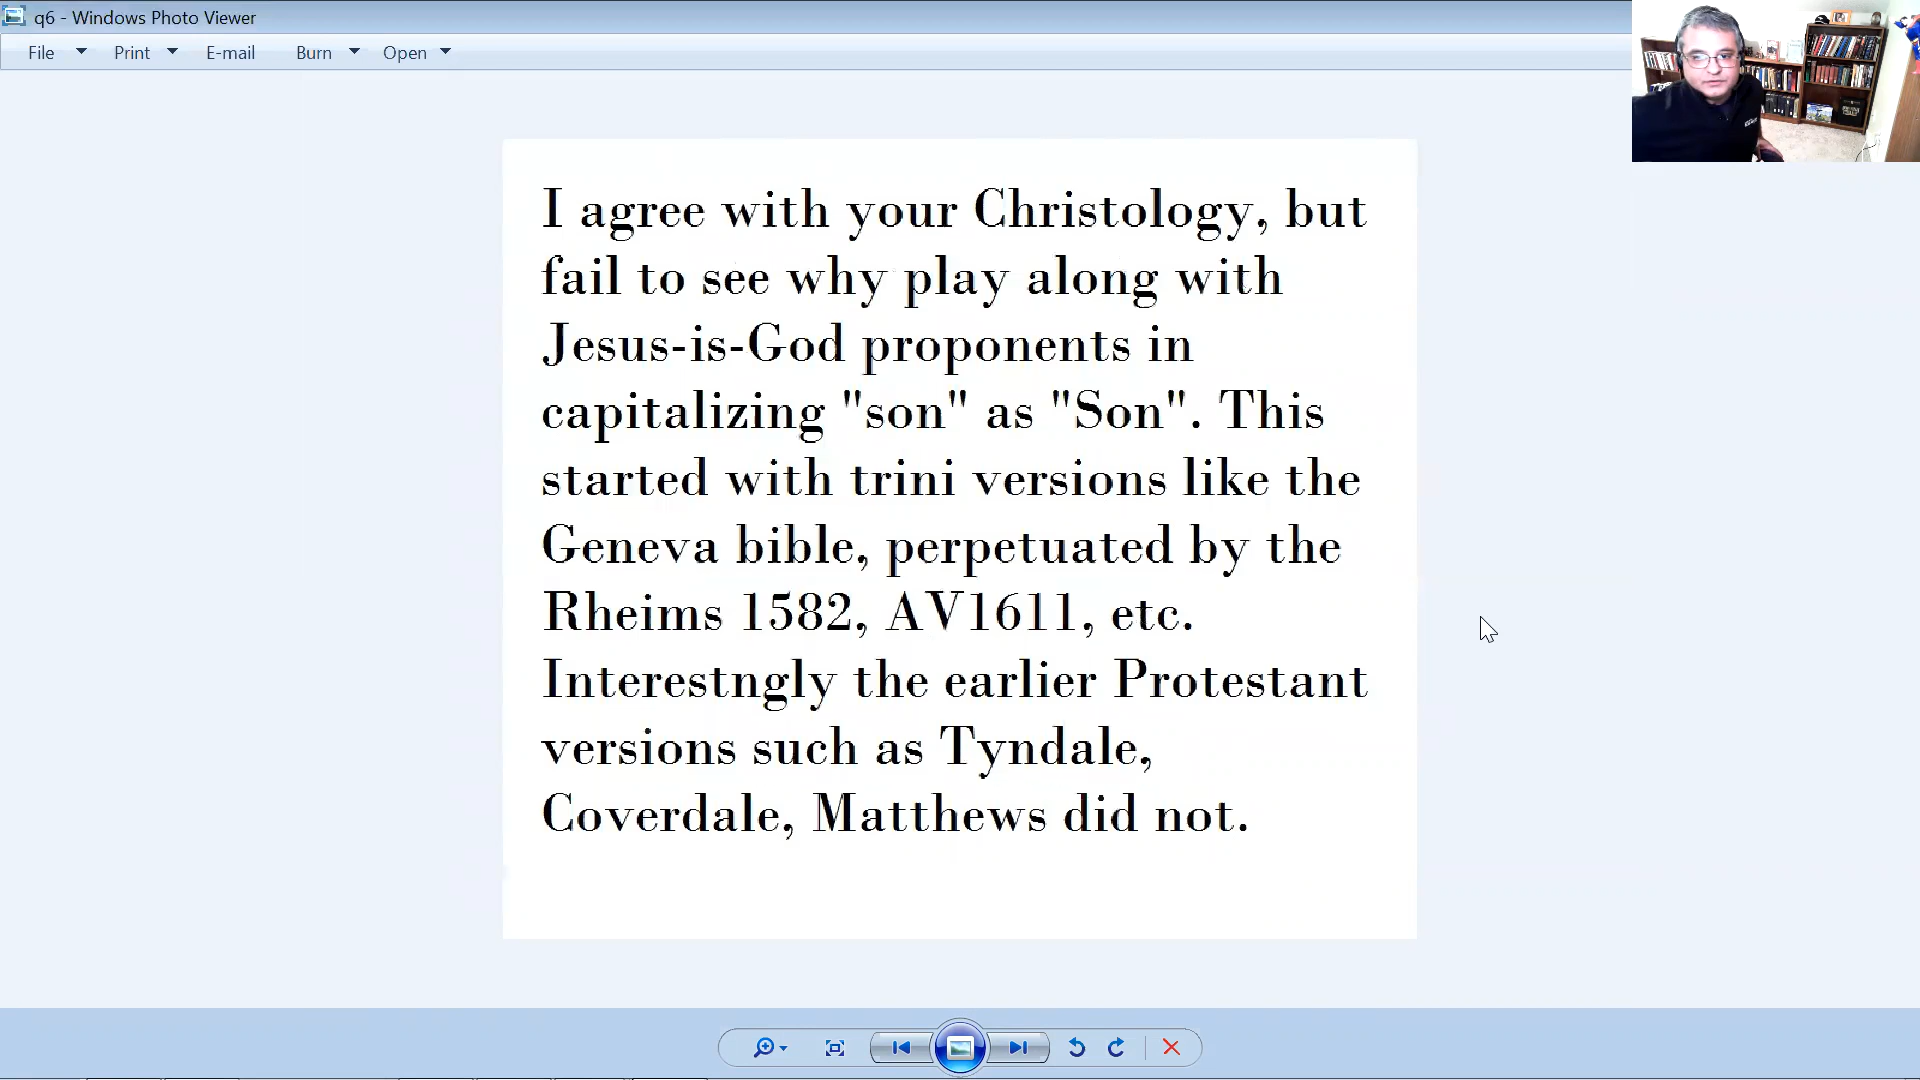 q6 - Windows Photo Viewer
File Print E-mail Burn Open
I agree with your Christology, but
fail to see why play along with
Jesus-is-God proponents in
capitalizing "son" as "Son". This
started with trini versions like the
Geneva bible, perpetuated by the
Rheims 1582, AV1611, etc.
Interestngly the earlier Protestant
versions such as Tyndale,
Coverdale, Matthews did not.